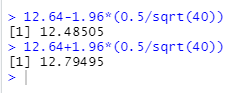 > 12.64-1.96*(0.5/sqrt(40))
[1] 12.48505
> 12.64+1.96*(0.5/sqrt(40))
[1] 12.79495
>